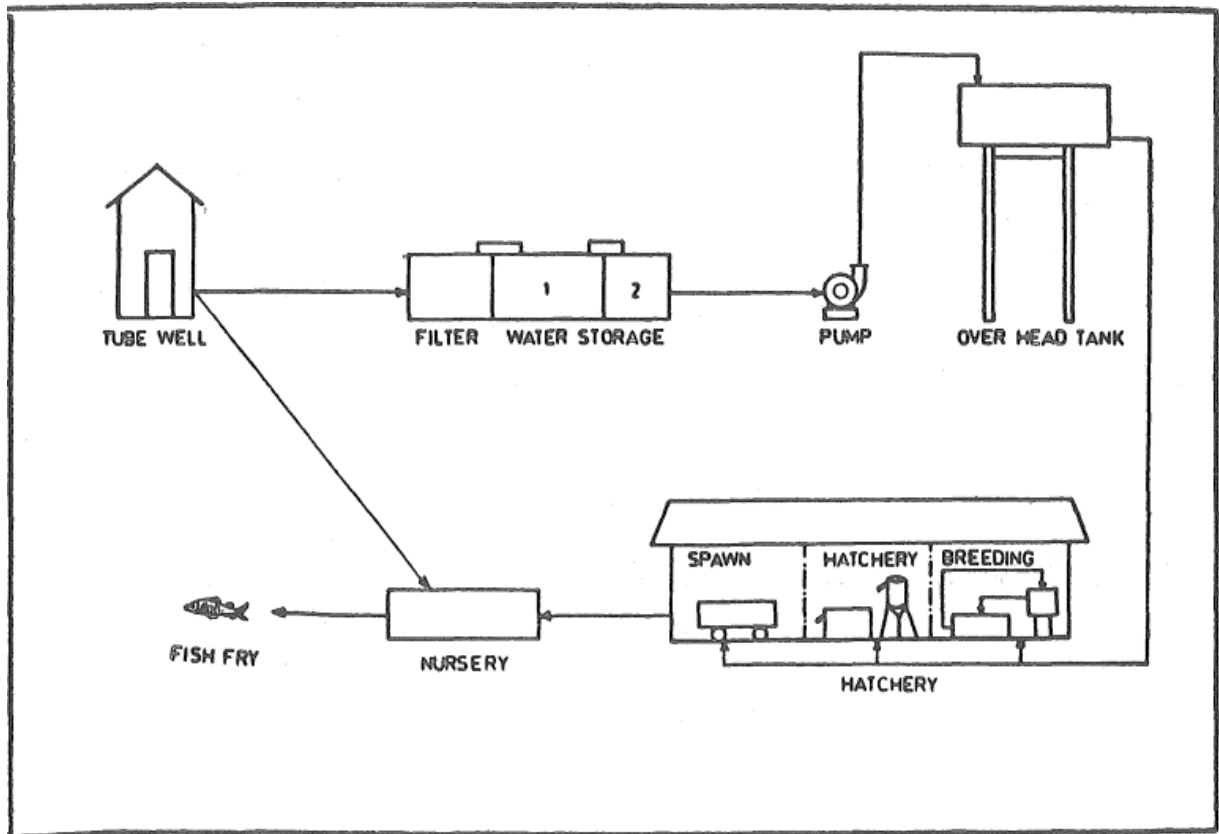 1 2
TUBE WELL FILTER WATER STORAGE PUMP OVER HEAD TANK
SPAWN HATCHERY BREEDING
FISH FRY NURSERY HATCHERY